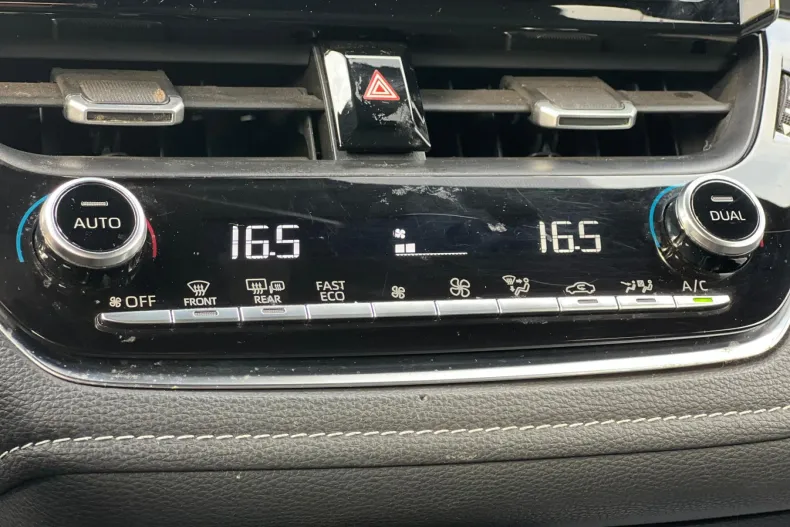 AUTO
16.5
16.5
DUAL
OFF
FRONT
REAR
FAST
ECO
A/C